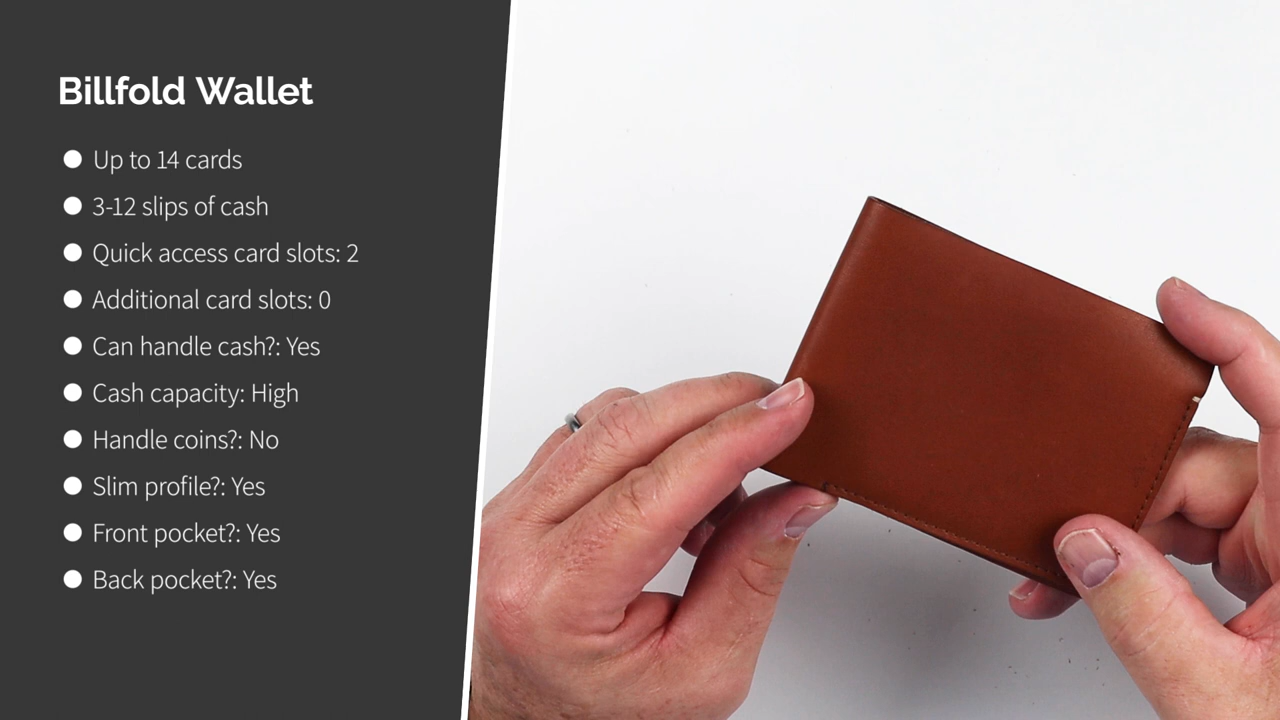 Billfold Wallet
Up to 14 cards
3-12 slips of cash
Quick access card slots: 2
Additional card slots: 0
Can handle cash?: Yes
Cash capacity: High
Handle coins?: No
Slim profile?: Yes
Front pocket?: Yes
Back pocket?: Yes